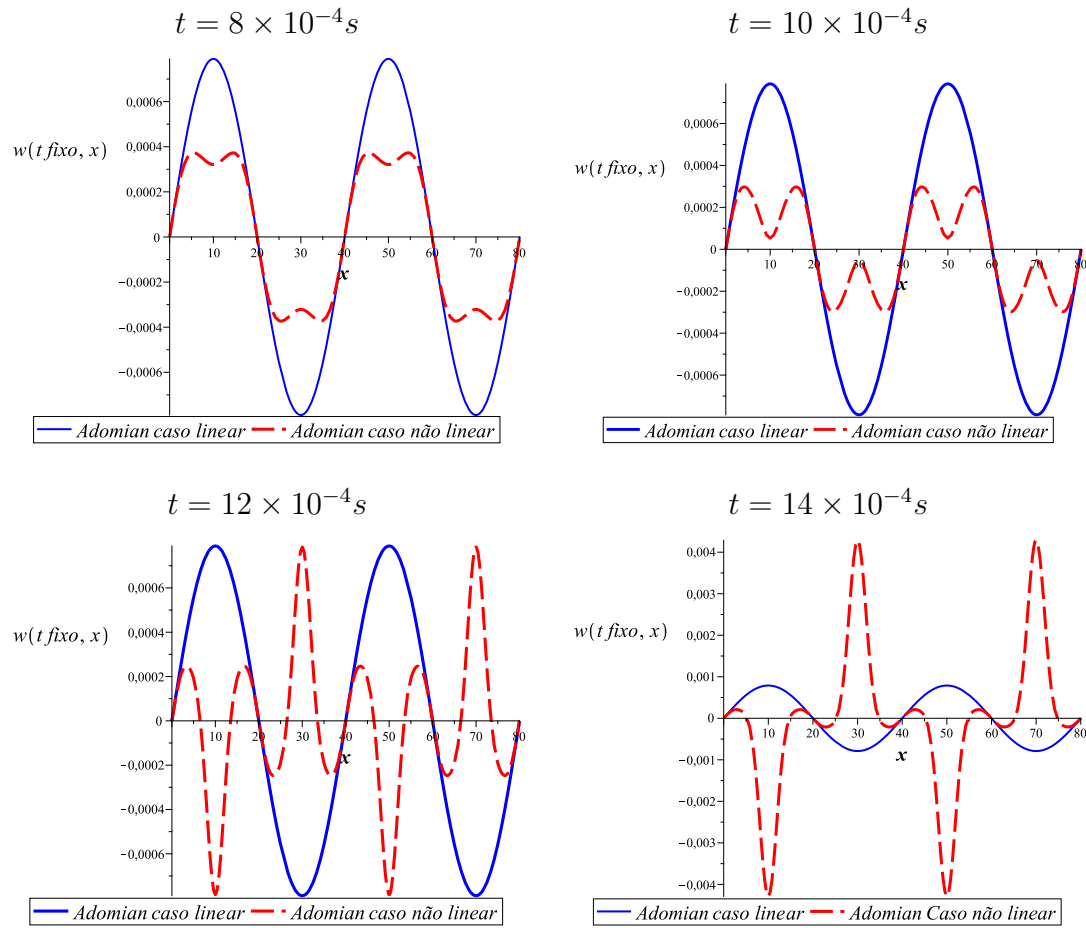 t = 8 × 10⁻⁴s
0,0006
0,0004
w(t fixo, x)
0,0002
0
10 20 30 40 50 60 70 80
x
−0,0002
−0,0004
−0,0006
Adomian caso linear Adomian caso não linear
t = 10 × 10⁻⁴s
0,0006
0,0004
w(t fixo, x)
0,0002
0
10 20 30 40 50 60 70 80
x
−0,0002
−0,0004
−0,0006
Adomian caso linear Adomian caso não linear
t = 12 × 10⁻⁴s
0,0006
0,0004
w(t fixo, x)
0,0002
0
10 20 30 40 50 60 70 80
x
−0,0002
−0,0004
−0,0006
Adomian caso linear Adomian caso não linear
t = 14 × 10⁻⁴s
0,004
0,003
w(t fixo, x)
0,002
0,001
0
10 20 30 40 50 60 70 80
x
−0,001
−0,002
−0,003
−0,004
Adomian caso linear Adomian Caso não linear